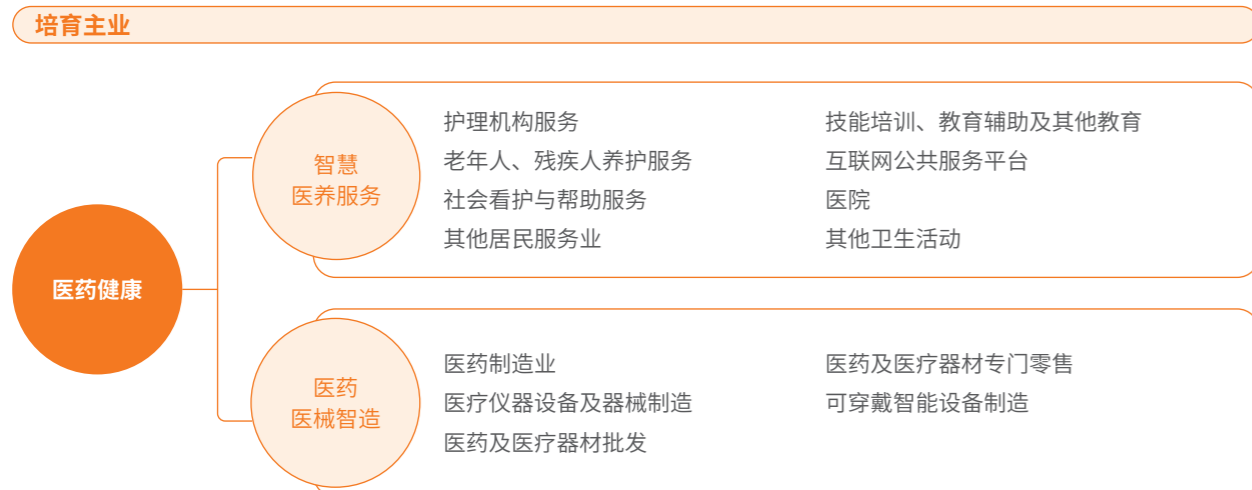 培育主业
医药健康
智慧
医养服务
护理机构服务
老年人、残疾人养护服务
社会看护与帮助服务
其他居民服务业
技能培训、教育辅助及其他教育
互联网公共服务平台
医院
其他卫生活动
医药
医械智造
医药制造业
医疗仪器设备及器械制造
医药及医疗器材批发
医药及医疗器材专门零售
可穿戴智能设备制造